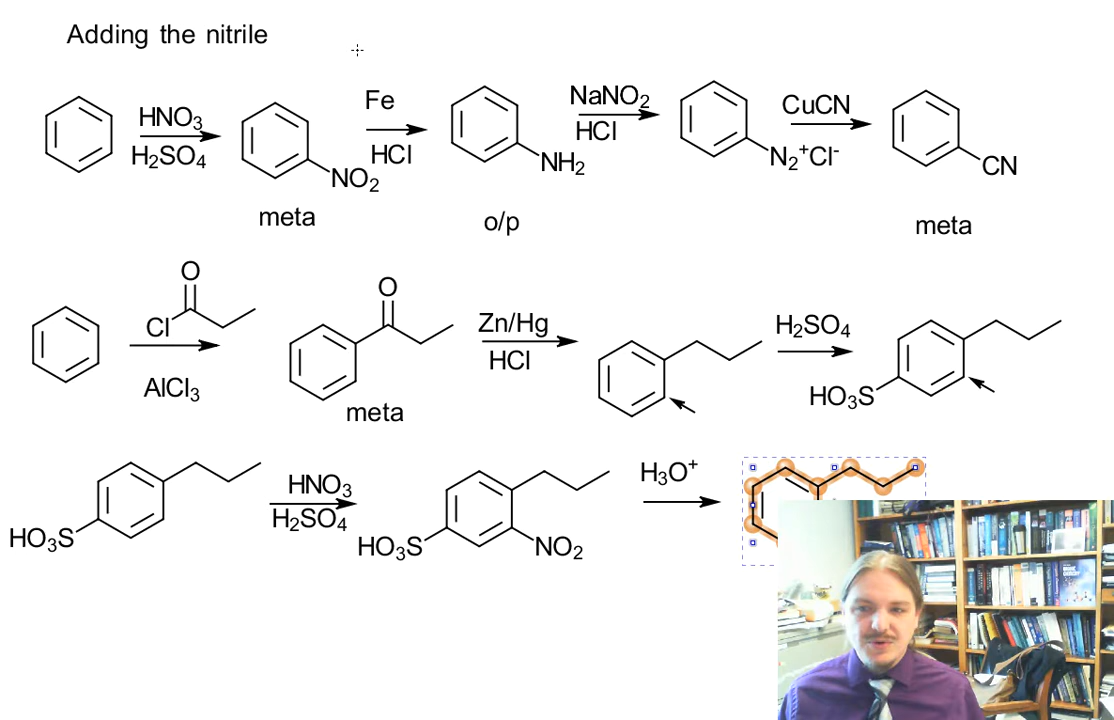 Adding the nitrile
HNO₃
H₂SO₄
NO₂
meta
Fe
HCl
NH₂
o/p
NaNO₂
HCl
N₂⁺Cl⁻
CuCN
CN
meta
O
Cl
AlCl₃
O
meta
Zn/Hg
HCl
H₂SO₄
HO₃S
HO₃S
HNO₃
H₂SO₄
HO₃S
NO₂
H₃O⁺